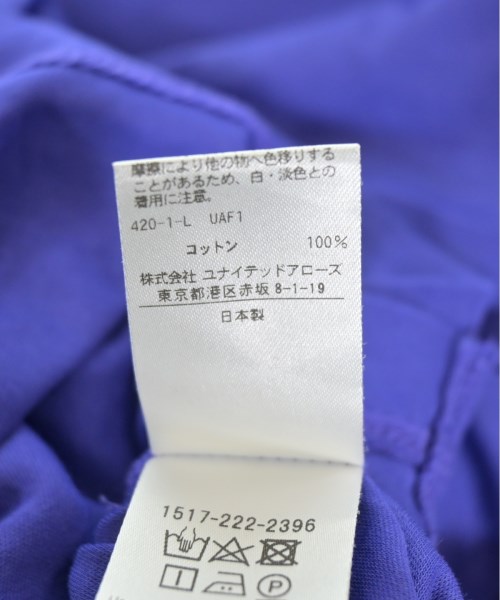 摩擦により他の物へ色移りする
ことがあるため、白・淡色との
着用に注意。
420-1-L UAF1
コットン 100%
株式会社 ユナイテッドアローズ
東京都港区赤坂 8-1-19
日本製
1517-222-2396